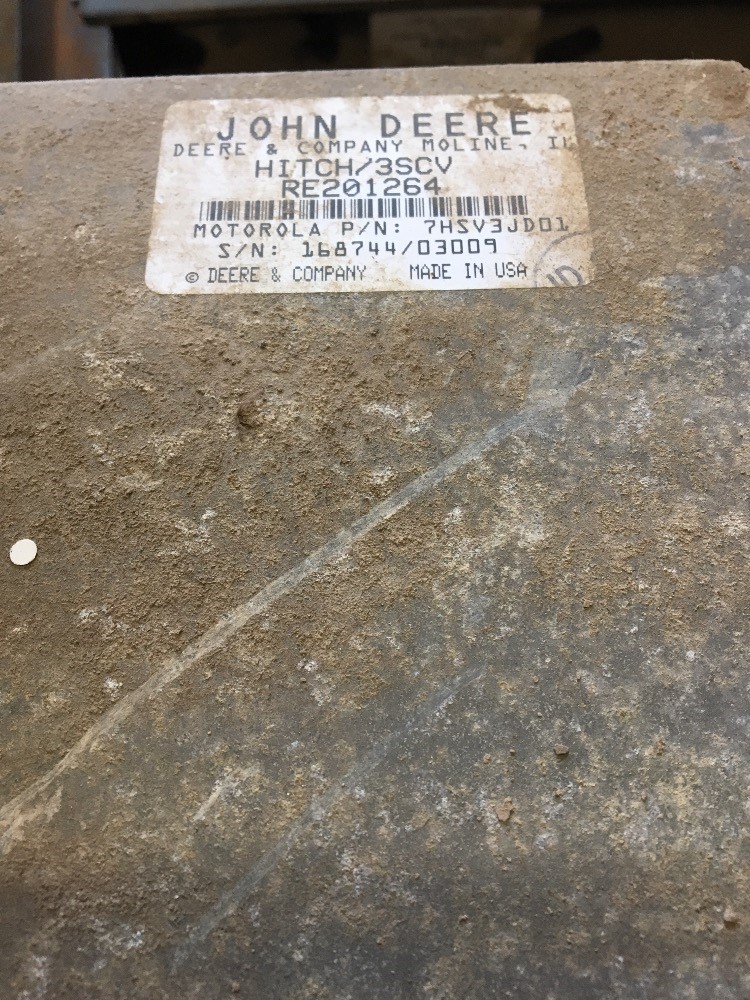 JOHN DEERE
DEERE & COMPANY MOLINE, IL
HITCH/3SCV
RE201264
MOTOROLA P/N: 7HSV3JD01
S/N: 168744/03009
© DEERE & COMPANY MADE IN USA